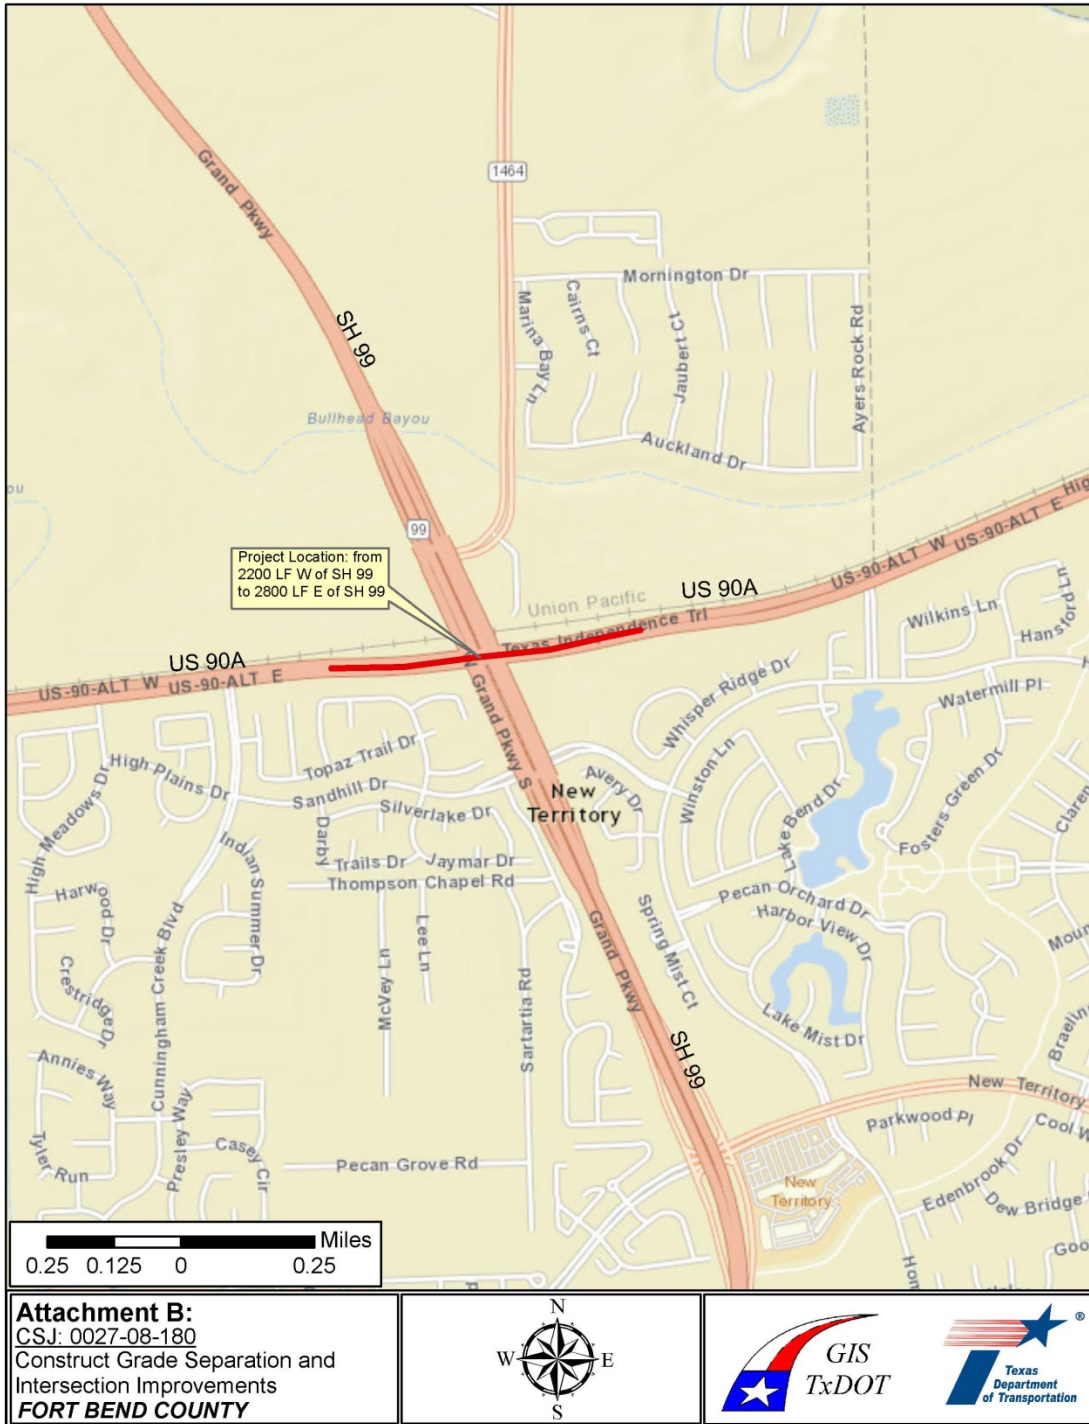 Grand Pkwy
1464
SH 99
Mornington Dr
Marina Bay Ln
Cairns Ct
Jaubert Ct
Ayers Rock Rd
Auckland Dr
Bullhead Bayou
ou
99
Project Location: from
2200 LF W of SH 99
to 2800 LF E of SH 99
Union Pacific
US 90A
Texas Independence Trl
US-90-ALT W
US-90-ALT E
Hig
US 90A
US-90-ALT W
US-90-ALT E
N Grand Pkwy S
Wilkins Ln
Hansford Ln
H
Watermill Pl
Whisper Ridge Dr
Winston Ln
Avery Dr
Lake Bend Dr
Fosters Green Dr
Claren
New
Territory
Topaz Trail Dr
High Plains Dr
Sandhill Dr
Silverlake Dr
High Meadows Dr
Darby
Trails Dr
Jaymar Dr
Thompson Chapel Rd
Indian Summer Dr
Harwood Dr
Crestridge Dr
Cunningham Creek Blvd
Lee Ln
McVey Ln
Sartartia Rd
Grand Pkwy
Spring Mist Ct
Pecan Orchard Dr
Harbor View Dr
Moun
Lake Mist Dr
SH 99
Braelin
New Territory
Annies Way
Tyler Run
Presley Way
Casey Cir
Pecan Grove Rd
Parkwood Pl
Cool W
Edenbrook Dr
Dew Bridge
Goo
Hom
New
Territory
Miles
0.25 0.125 0 0.25
Attachment B:
CSJ: 0027-08-180
Construct Grade Separation and
Intersection Improvements
FORT BEND COUNTY
N
W E
S
GIS
TxDOT
®
Texas
Department
of Transportation